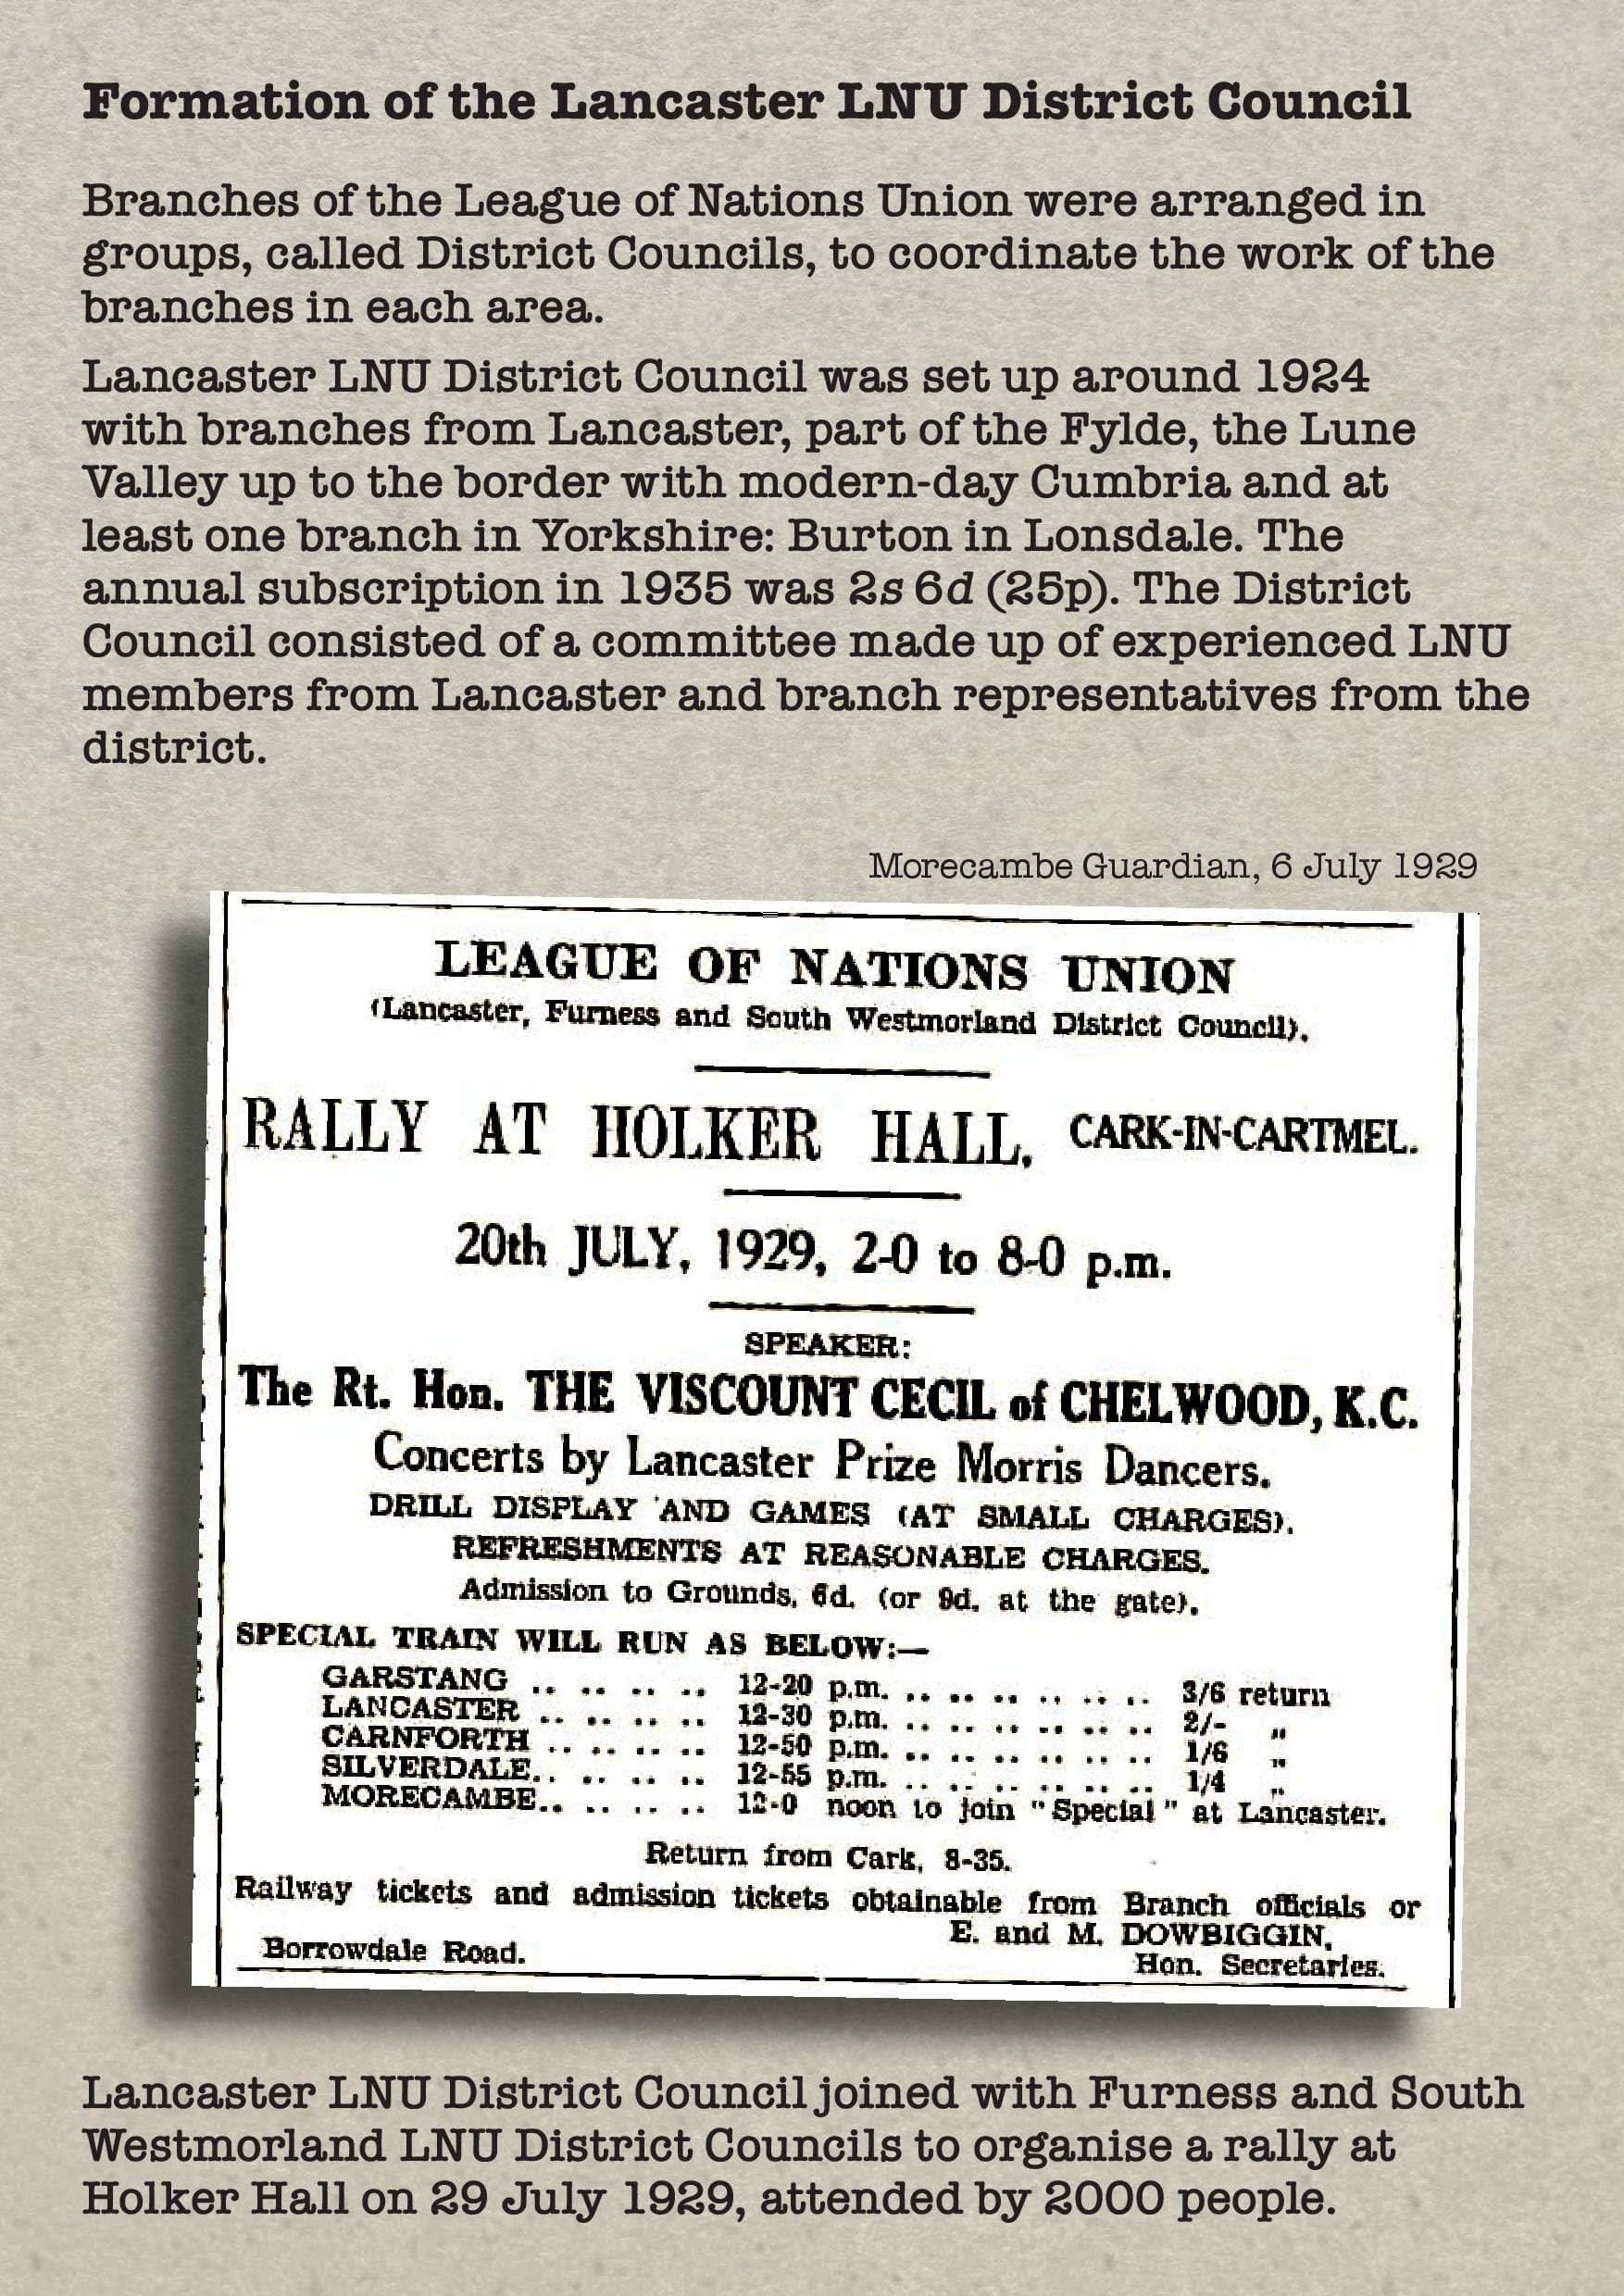 Formation of the Lancaster LNU District Council
Branches of the League of Nations Union were arranged in
groups, called District Councils, to coordinate the work of the
branches in each area.
Lancaster LNU District Council was set up around 1924
with branches from Lancaster, part of the Fylde, the Lune
Valley up to the border with modern-day Cumbria and at
least one branch in Yorkshire: Burton in Lonsdale. The
annual subscription in 1935 was 2s 6d (25p). The District
Council consisted of a committee made up of experienced LNU
members from Lancaster and branch representatives from the
district.
Morecambe Guardian, 6 July 1929
LEAGUE OF NATIONS UNION
(Lancaster, Furness and South Westmorland District Council).
RALLY AT HOLKER HALL, CARK-IN-CARTMEL.
20th JULY, 1929, 2-0 to 8-0 p.m.
SPEAKER:
The Rt. Hon. THE VISCOUNT CECIL of CHELWOOD, K.C.
Concerts by Lancaster Prize Morris Dancers.
DRILL DISPLAY AND GAMES (AT SMALL CHARGES).
REFRESHMENTS AT REASONABLE CHARGES.
Admission to Grounds, 6d. (or 9d. at the gate).
SPECIAL TRAIN WILL RUN AS BELOW:—
GARSTANG .. .. .. .. 12-20 p.m. .. .. .. .. .. .. 3/6 return
LANCASTER .. .. .. .. 12-30 p.m. .. .. .. .. .. .. 2/- „
CARNFORTH .. .. .. .. 12-50 p.m. .. .. .. .. .. .. 1/6 „
SILVERDALE.. .. .. .. 12-55 p.m. .. .. .. .. .. .. 1/4 „
MORECAMBE.. .. .. .. 12-0 noon to join "Special" at Lancaster.
Return from Cark, 8-35.
Railway tickets and admission tickets obtainable from Branch officials or
E. and M. DOWBIGGIN,
Borrowdale Road. Hon. Secretaries.
Lancaster LNU District Council joined with Furness and South
Westmorland LNU District Councils to organise a rally at
Holker Hall on 29 July 1929, attended by 2000 people.